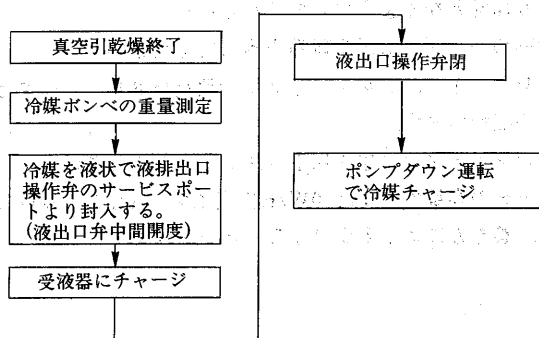 真空引乾燥終了
冷媒ボンベの重量測定
冷媒を液状で液排出口
操作弁のサービスポー
トより封入する。
(液出口弁中間開度)
受液器にチャージ
液出口操作弁閉
ポンプダウン運転
で冷媒チャージ